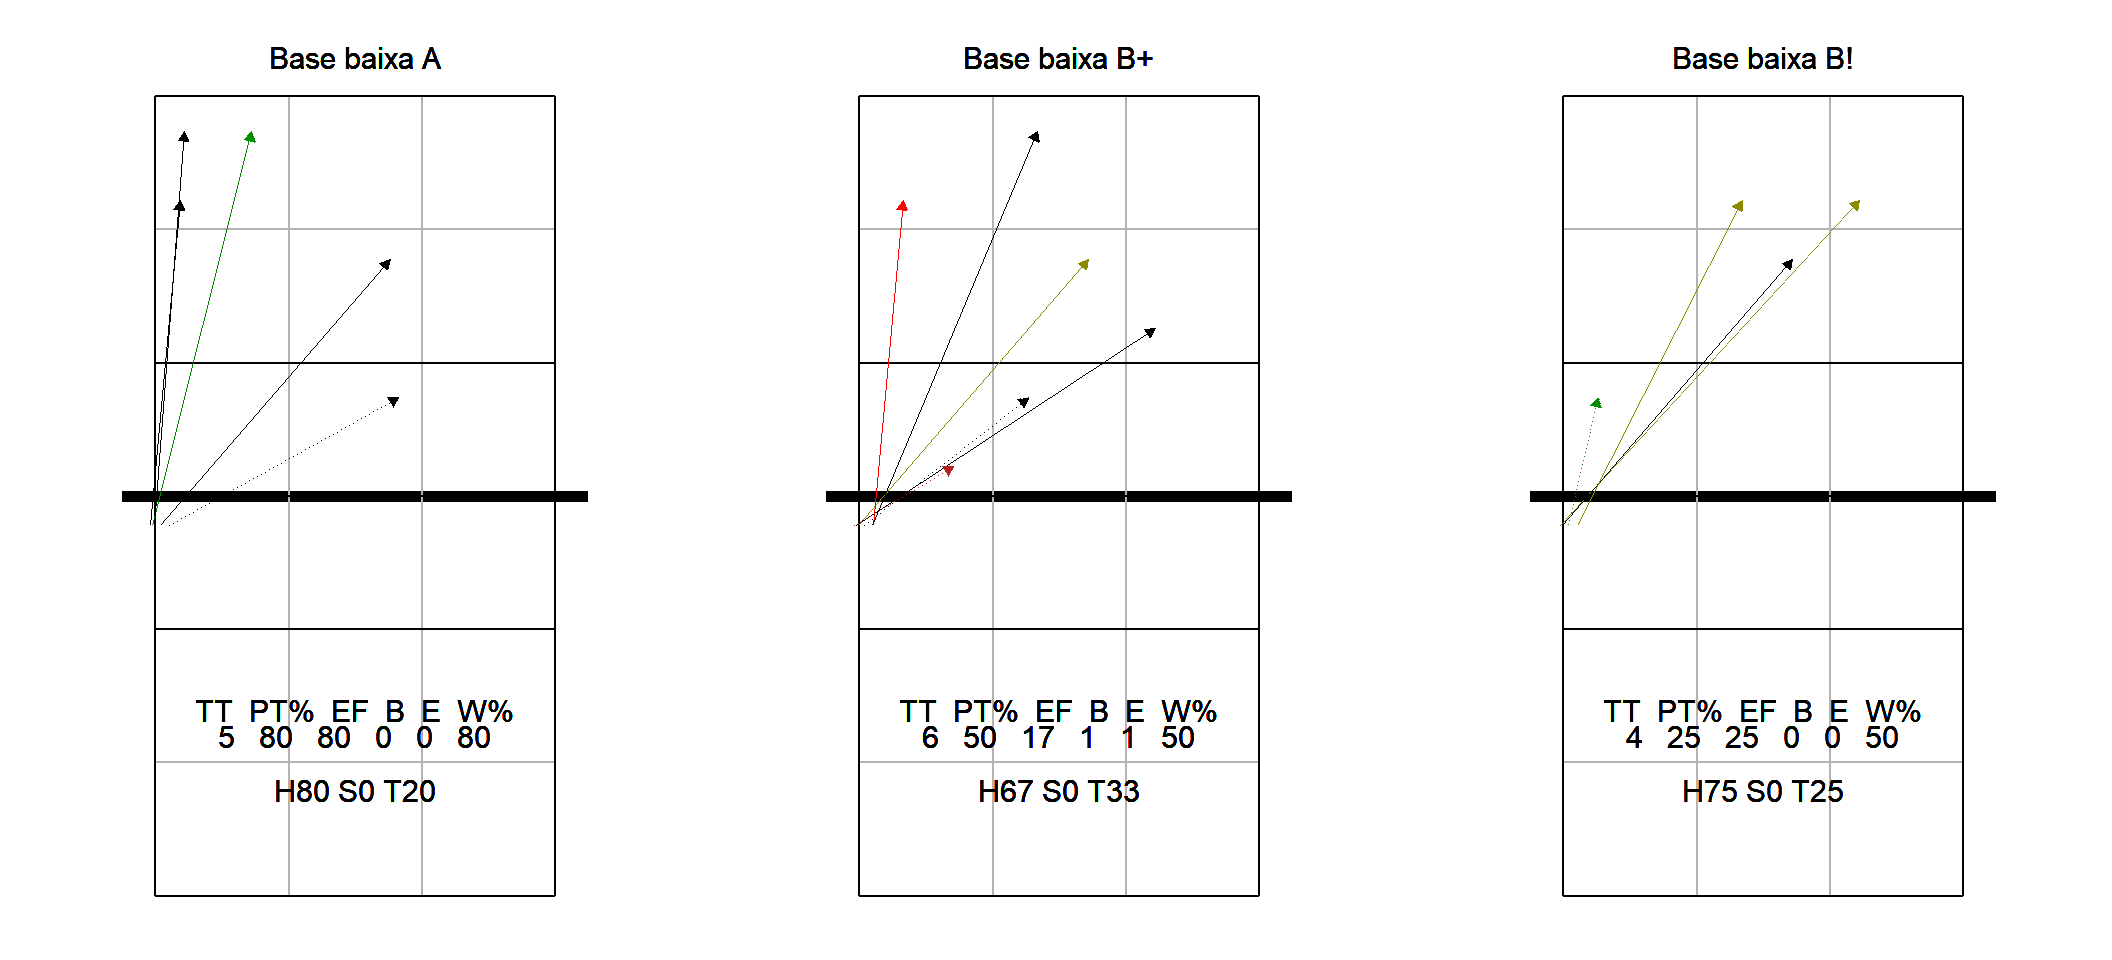 Base baixa A
TT PT% EF B E W%
5 80 80 0 0 80
H80 S0 T20
Base baixa B+
TT PT% EF B E W%
6 50 17 1 1 50
H67 S0 T33
Base baixa B!
TT PT% EF B E W%
4 25 25 0 0 50
H75 S0 T25